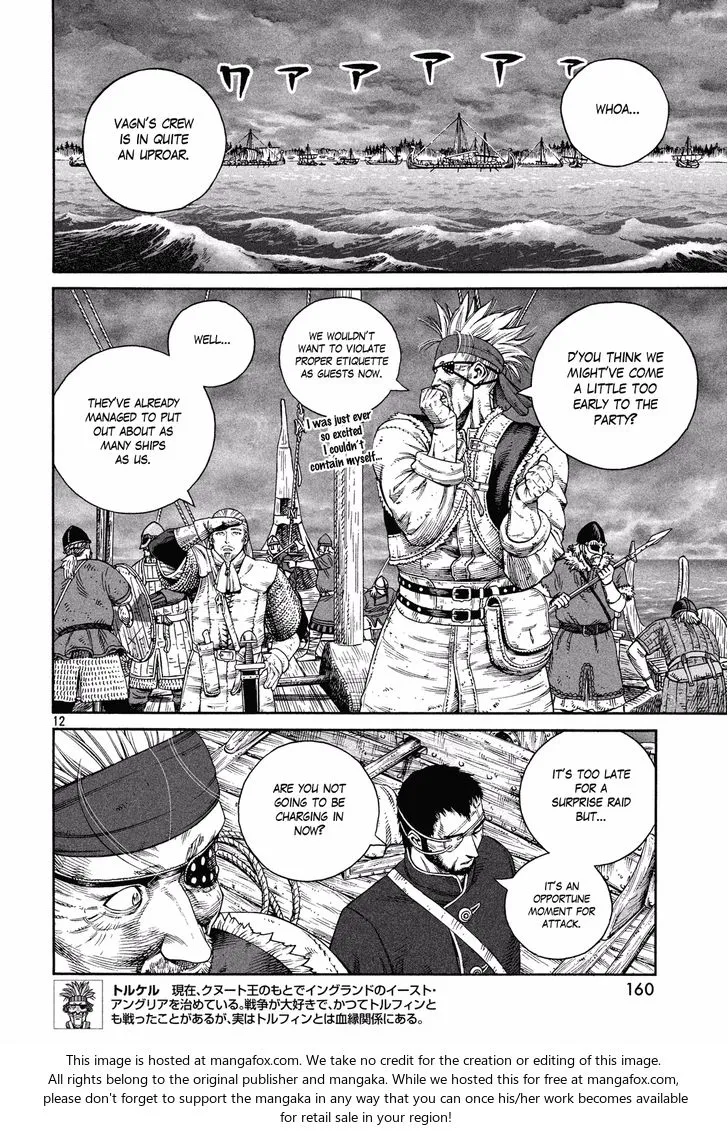 WHOA...
ワァァァァァ
VAGN'S CREW
IS IN QUITE
AN UPROAR.
D'YOU THINK WE
MIGHT'VE COME
A LITTLE TOO
EARLY TO THE
PARTY?
WE WOULDN'T
WANT TO VIOLATE
PROPER ETIQUETTE
AS GUESTS NOW.
I was just ever
so excited
I couldn't
contain myself...
WELL...
THEY'VE ALREADY
MANAGED TO PUT
OUT ABOUT AS
MANY SHIPS
AS US.
12
IT'S TOO LATE
FOR A
SURPRISE RAID
BUT...
IT'S AN
OPPORTUNE
MOMENT FOR
ATTACK.
ARE YOU NOT
GOING TO BE
CHARGING IN
NOW?
160
トルケル 現在、クヌート王のもとでイングランドのイースト・
アングリアを治めている。戦争が大好きで、かつてトルフィンと
も戦ったことがあるが、実はトルフィンとは血縁関係にある。
This image is hosted at mangafox.com. We take no credit for the creation or editing of this image.
All rights belong to the original publisher and mangaka. While we hosted this for free at mangafox.com,
please don't forget to support the mangaka in any way that you can once his/her work becomes available
for retail sale in your region!